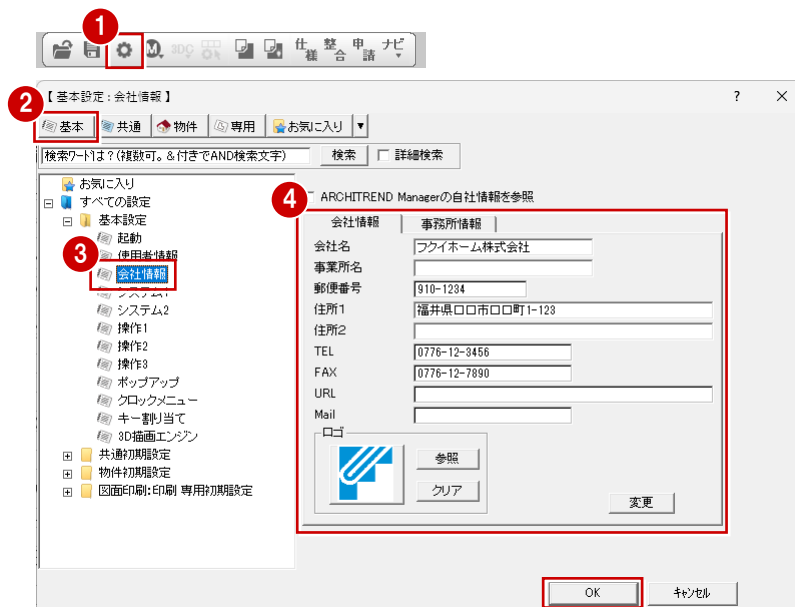 1
M
3DC
仕様
整合
申請
ナビ
2
【 基本設定 : 会社情報 】
?
基本
共通
物件
専用
お気に入り
検索ワードは？(複数可。＆付きでAND検索文字)
検索
詳細検索
お気に入り
すべての設定
基本設定
起動
使用者情報
3
会社情報
システム1
システム2
操作1
操作2
操作3
ポップアップ
クロックメニュー
キー割り当て
3D描画エンジン
共通初期設定
物件初期設定
図面印刷:印刷 専用初期設定
4
ARCHITREND Managerの自社情報を参照
会社情報
事務所情報
会社名
フクイホーム株式会社
事業所名
郵便番号
910-1234
住所1
福井県口口市口口町1-123
住所2
TEL
0776-12-3456
FAX
0776-12-7890
URL
Mail
ロゴ
参照
クリア
変更
OK
キャンセル